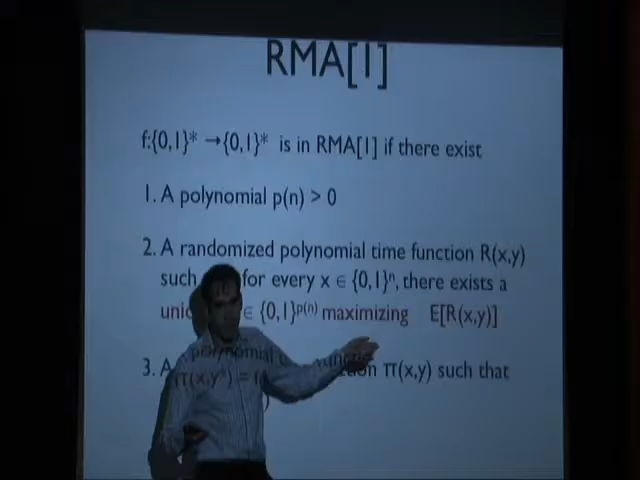 RMA[1]
f:{0,1}* →{0,1}* is in RMA[1] if there exist
1. A polynomial p(n) > 0
2. A randomized polynomial time function R(x,y)
such for every x ∈ {0,1}ⁿ, there exists a
∈ {0,1}ᵖ⁽ⁿ⁾ maximizing E[R(x,y)]
3. A polynomial function π(x,y) such that
π(x,y*) =